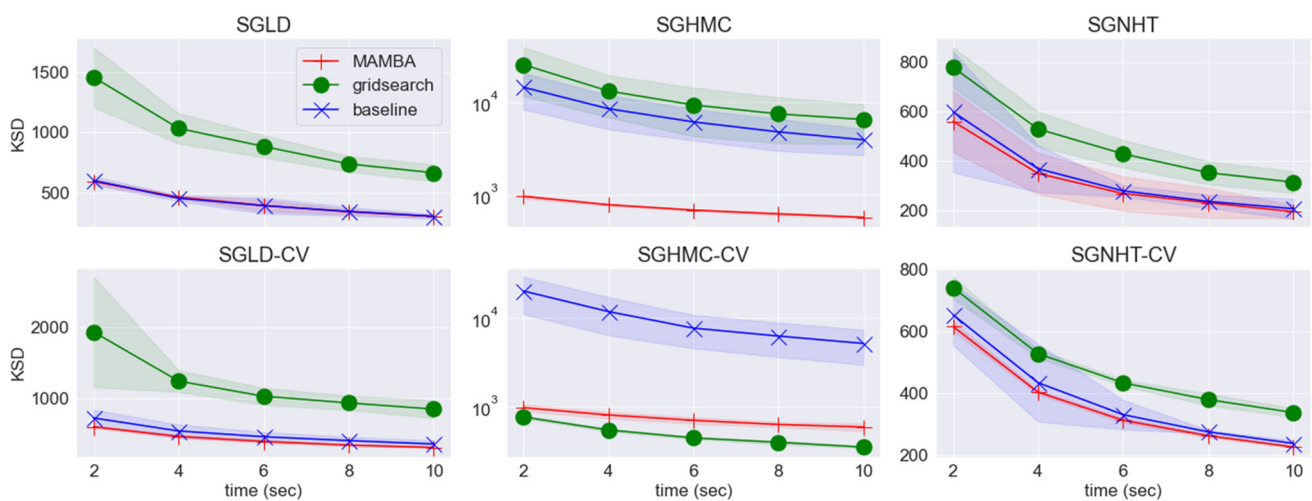 SGLD SGHMC SGNHT
MAMBA
gridsearch
baseline
KSD
1500
1000
500
10^4
10^3
800
600
400
200
SGLD-CV SGHMC-CV SGNHT-CV
KSD
2000
1000
10^4
10^3
800
600
400
200
2 4 6 8 10 2 4 6 8 10 2 4 6 8 10
time (sec) time (sec) time (sec)